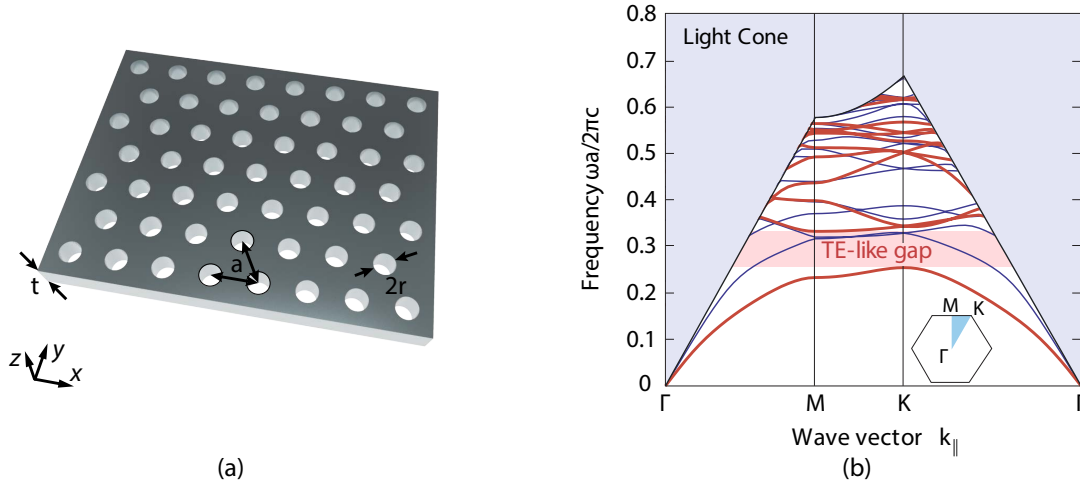 a
2r
t
z
y
x
(a)
0.8
0.7
0.6
0.5
0.4
0.3
0.2
0.1
0
Frequency ωa/2πc
Light Cone
TE-like gap
M
K
Γ
Γ
M
K
Γ
Wave vector k∥
(b)